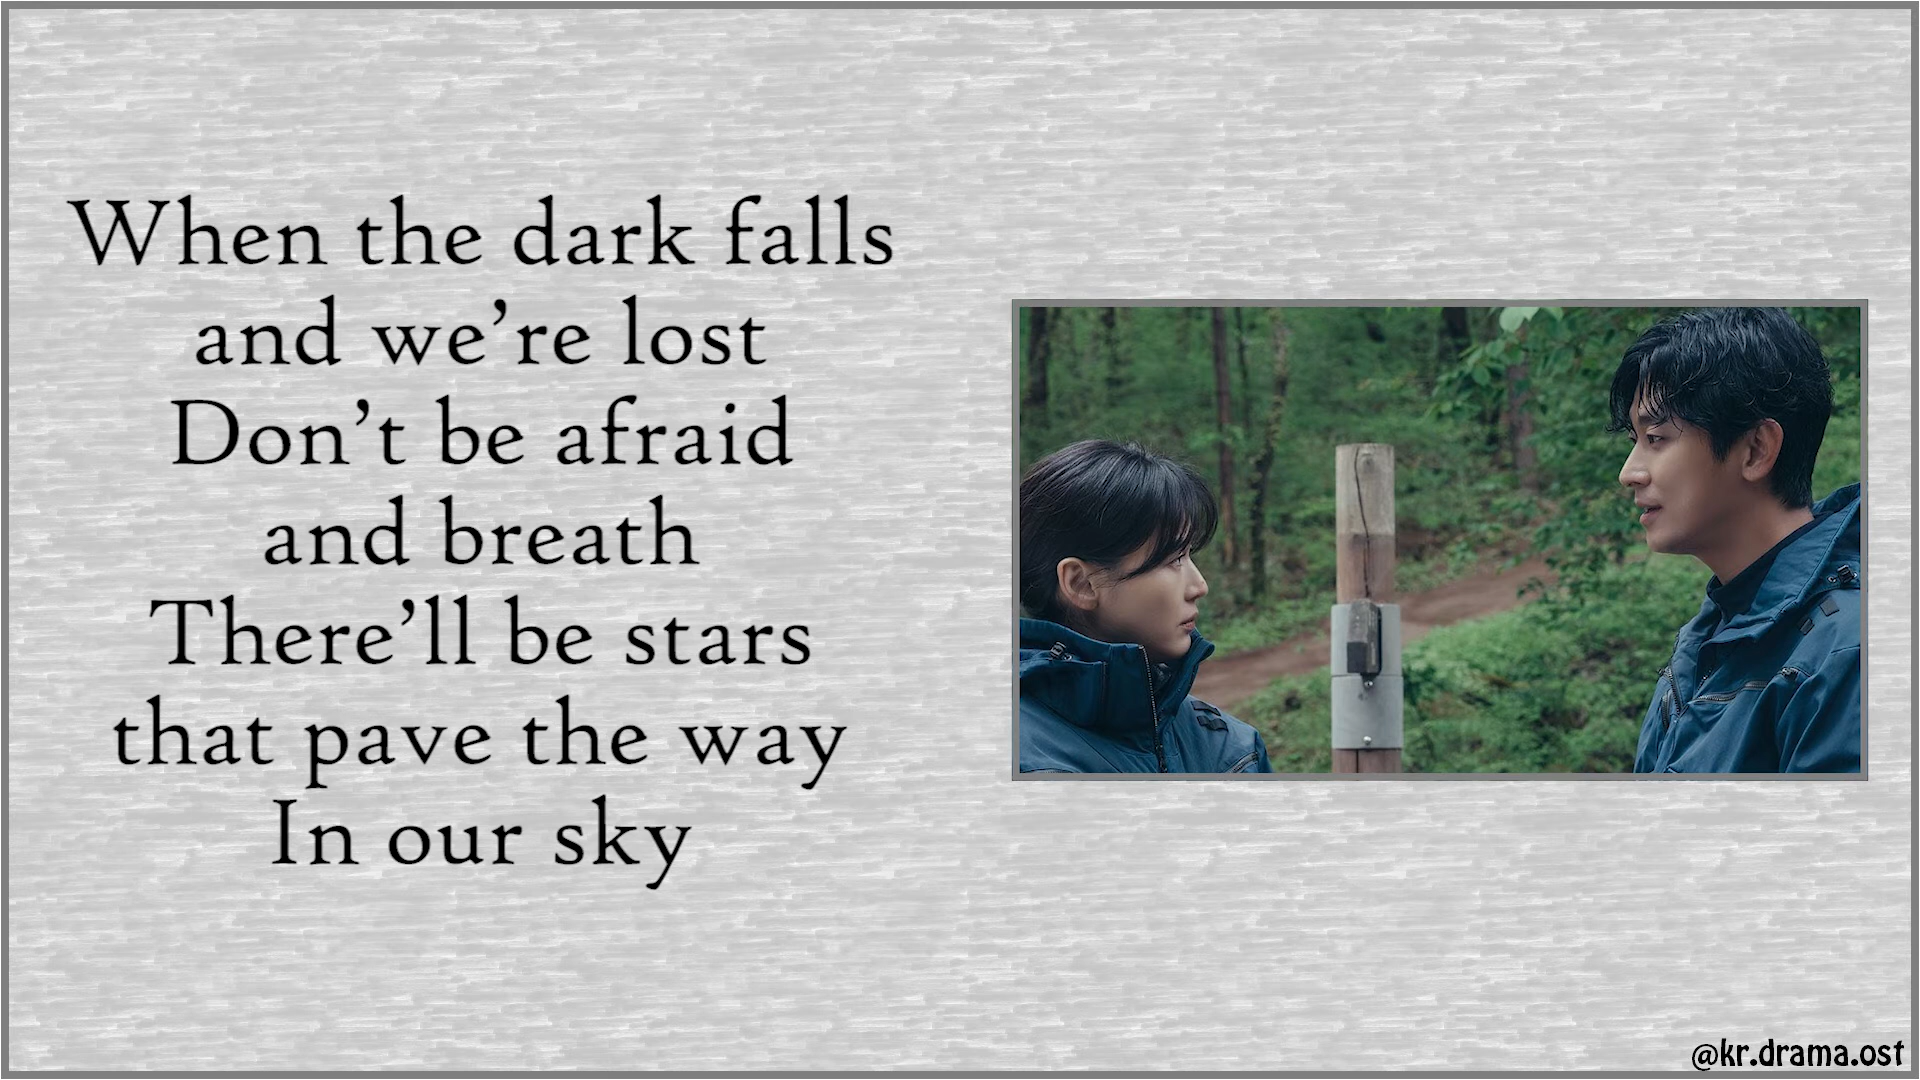 When the dark falls
and we’re lost
Don’t be afraid
and breath
There’ll be stars
that pave the way
In our sky
@kr.drama.ost